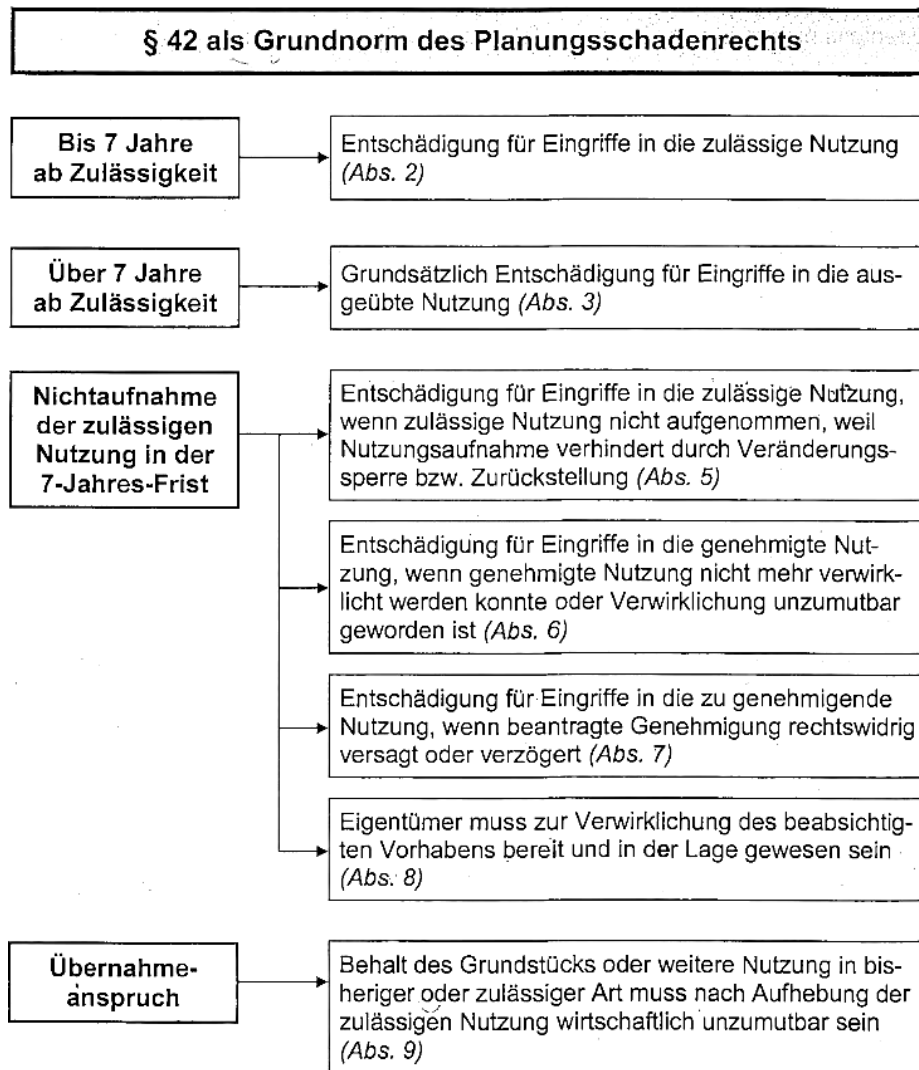 § 42 als Grundnorm des Planungsschadenrechts
Bis 7 Jahre
ab Zulässigkeit
Entschädigung für Eingriffe in die zulässige Nutzung
(Abs. 2)
Über 7 Jahre
ab Zulässigkeit
Grundsätzlich Entschädigung für Eingriffe in die aus-
geübte Nutzung (Abs. 3)
Nichtaufnahme
der zulässigen
Nutzung in der
7-Jahres-Frist
Entschädigung für Eingriffe in die zulässige Nutzung,
wenn zulässige Nutzung nicht aufgenommen, weil
Nutzungsaufnahme verhindert durch Veränderungs-
sperre bzw. Zurückstellung (Abs. 5)
Entschädigung für Eingriffe in die genehmigte Nut-
zung, wenn genehmigte Nutzung nicht mehr verwirk-
licht werden konnte oder Verwirklichung unzumutbar
geworden ist (Abs. 6)
Entschädigung für Eingriffe in die zu genehmigende
Nutzung, wenn beantragte Genehmigung rechtswidrig
versagt oder verzögert (Abs. 7)
Eigentümer muss zur Verwirklichung des beabsichtig-
ten Vorhabens bereit und in der Lage gewesen sein
(Abs. 8)
Übernahme-
anspruch
Behalt des Grundstücks oder weitere Nutzung in bis-
heriger oder zulässiger Art muss nach Aufhebung der
zulässigen Nutzung wirtschaftlich unzumutbar sein
(Abs. 9)